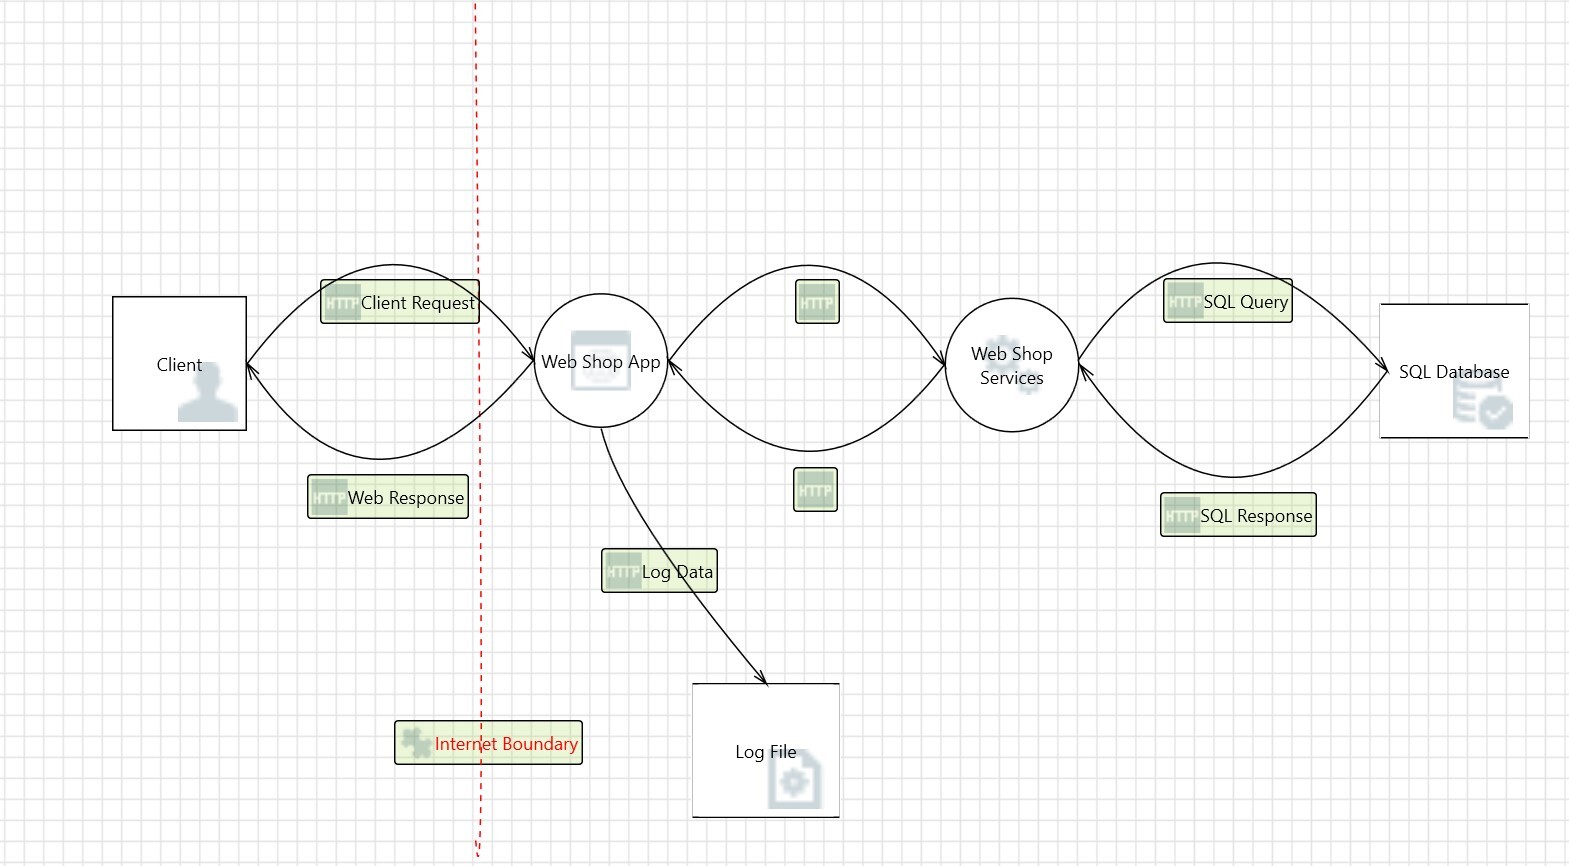 Client
HTTP Client Request
HTTP Web Response
Web Shop App
HTTP
HTTP
Web Shop
Services
HTTP SQL Query
HTTP SQL Response
SQL Database
HTTP Log Data
Internet Boundary
Log File